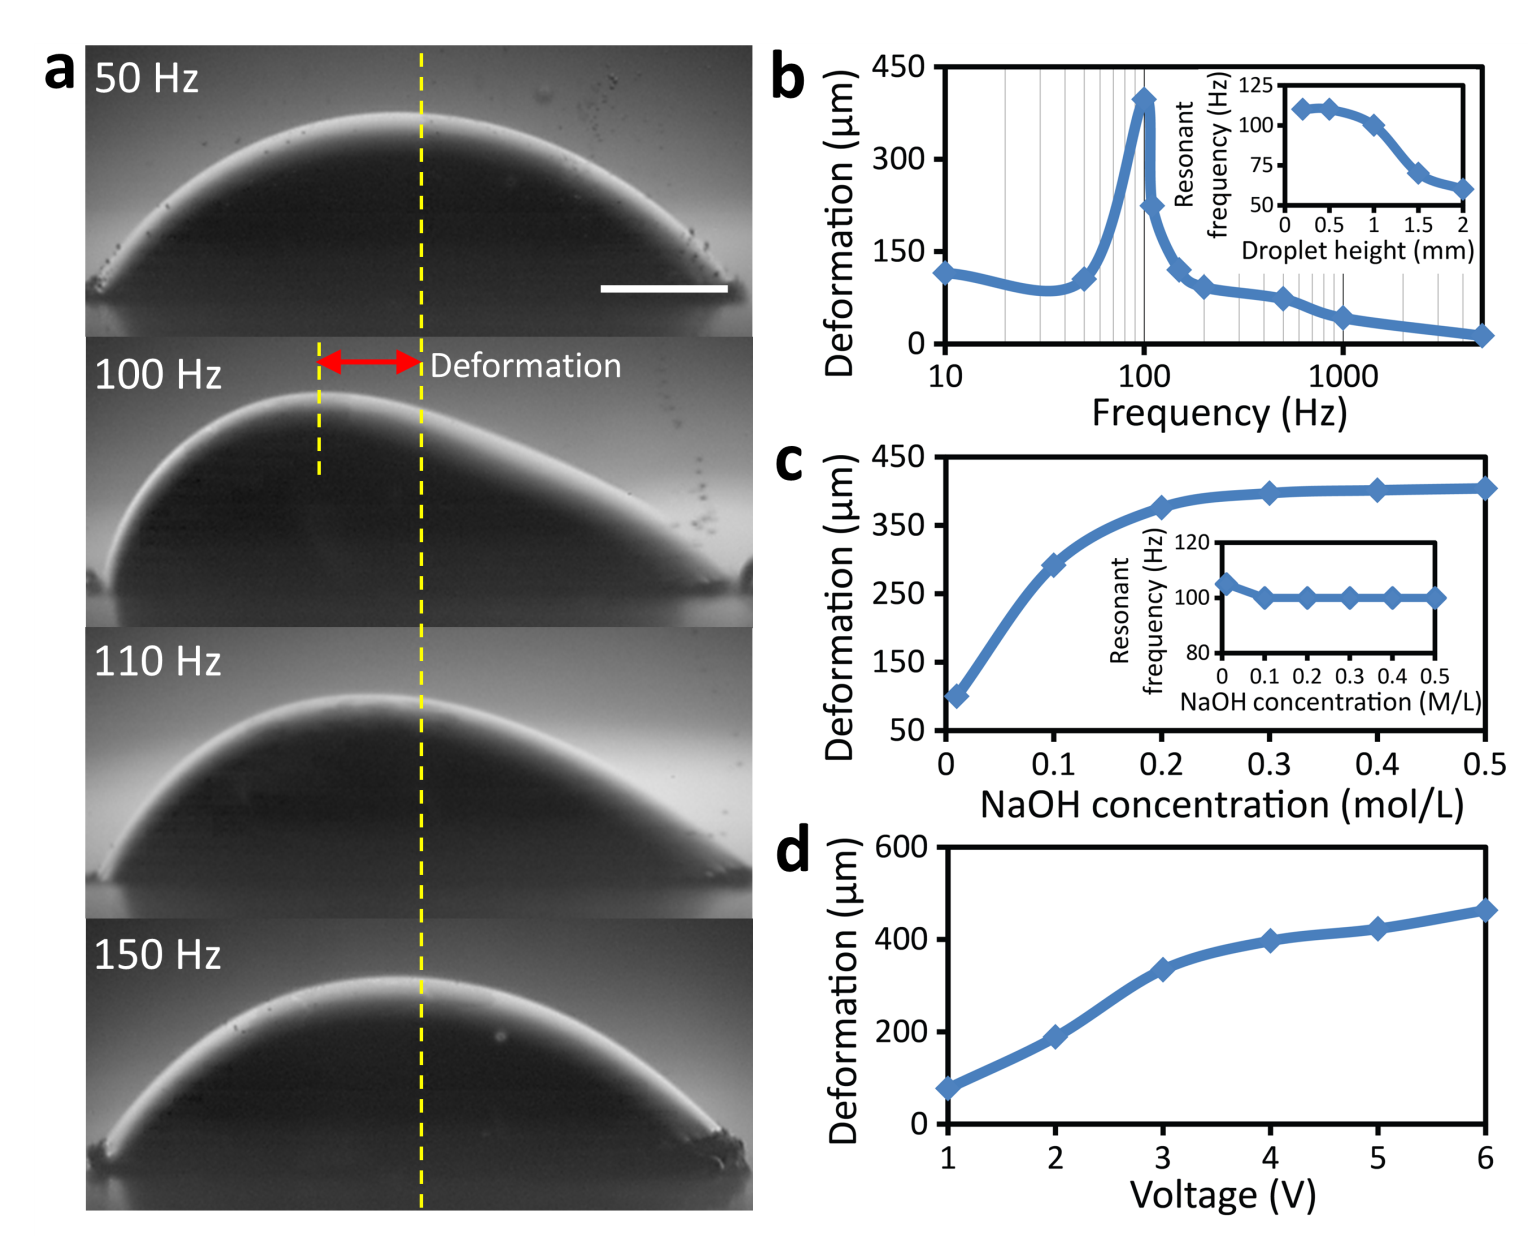 a
50 Hz
100 Hz
Deformation
110 Hz
150 Hz
b
Deformation (µm)
450
300
150
0
10
100
1000
Frequency (Hz)
Resonant
frequency (Hz)
125
100
75
50
0
0.5
1
1.5
2
Droplet height (mm)
c
Deformation (µm)
450
350
250
150
50
0
0.1
0.2
0.3
0.4
0.5
NaOH concentration (mol/L)
Resonant
frequency (Hz)
120
100
80
0
0.1
0.2
0.3
0.4
0.5
NaOH concentration (M/L)
d
Deformation (µm)
600
400
200
0
1
2
3
4
5
6
Voltage (V)